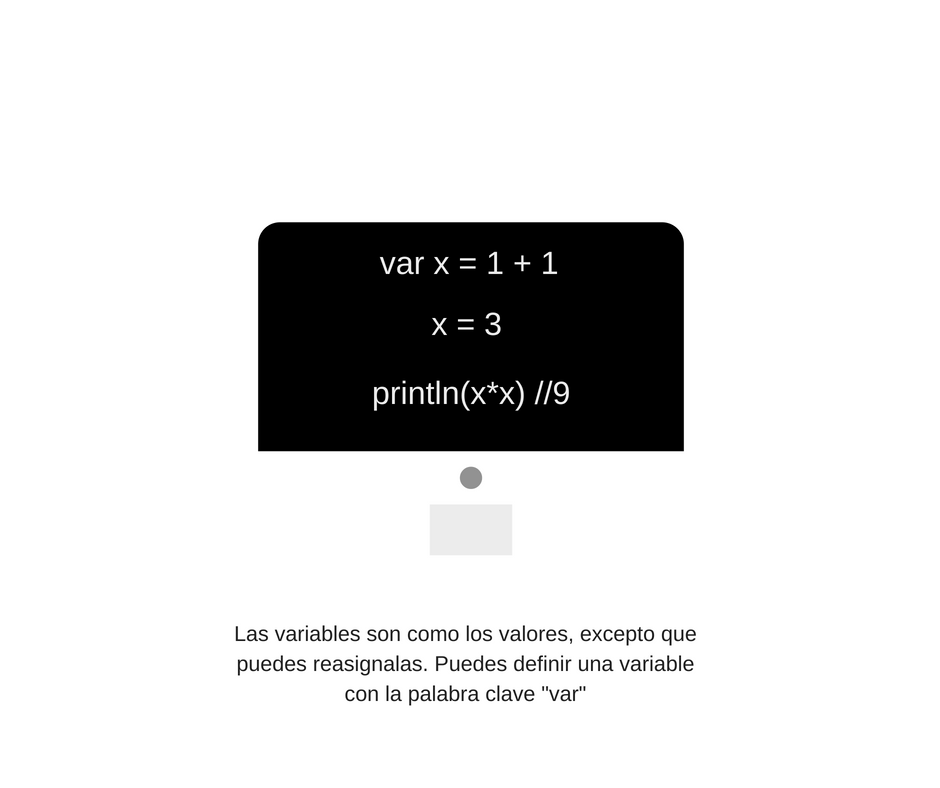 var x = 1 + 1
x = 3
println(x*x) //9
Las variables son como los valores, excepto que
puedes reasignalas. Puedes definir una variable
con la palabra clave "var"